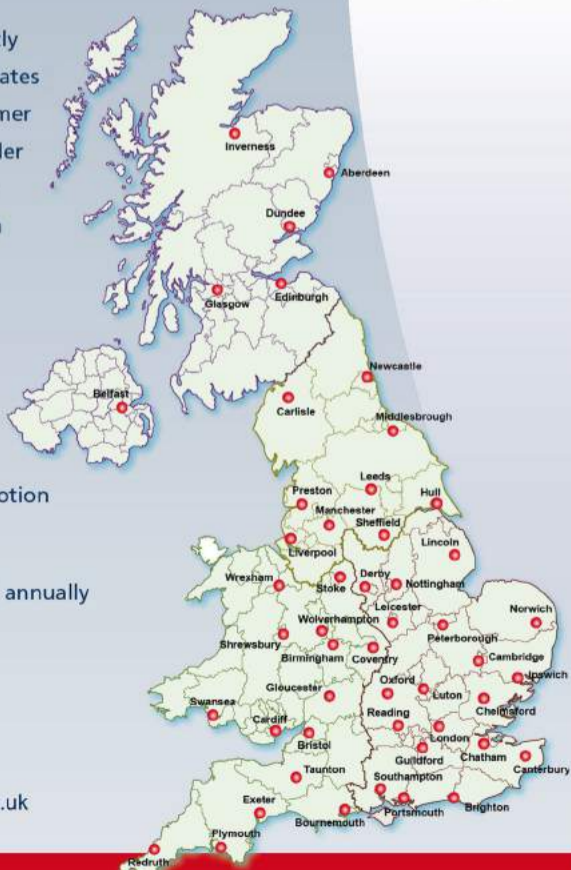 tly
ates
mer
ler
otion
annually
.uk
Inverness
Aberdeen
Dundee
Glasgow
Edinburgh
Belfast
Newcastle
Carlisle
Middlesbrough
Leeds
Preston
Hull
Manchester
Sheffield
Liverpool
Lincoln
Wrexham
Stoke
Derby
Nottingham
Leicester
Norwich
Wolverhampton
Peterborough
Shrewsbury
Birmingham
Coventry
Cambridge
Ipswich
Oxford
Gloucester
Luton
Chelmsford
Swansea
Reading
Cardiff
London
Bristol
Guildford
Chatham
Canterbury
Taunton
Southampton
Exeter
Portsmouth
Brighton
Bournemouth
Plymouth
Redruth